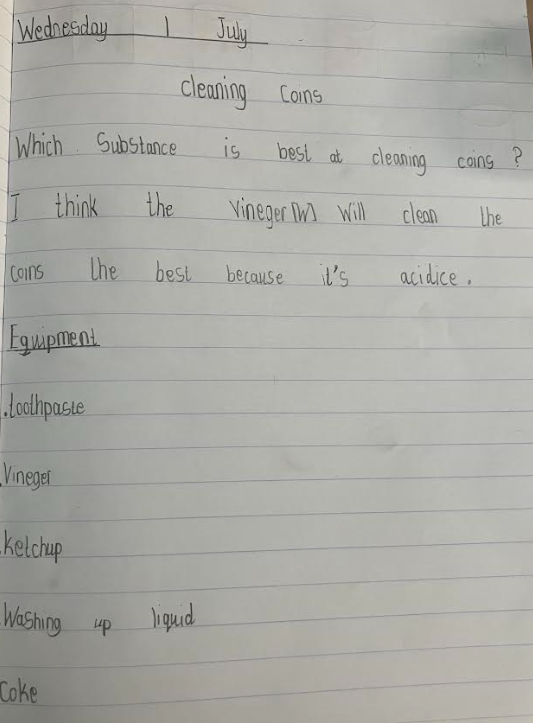 Wednesday 1 July
cleaning Coins
Which Substance is best at cleaning coins ?
I think the Vineger(W) Will clean the
coins the best because it's acidice.
Equipment
.toothpaste
.Vineger
.ketchup
.Washing up liquid
Coke